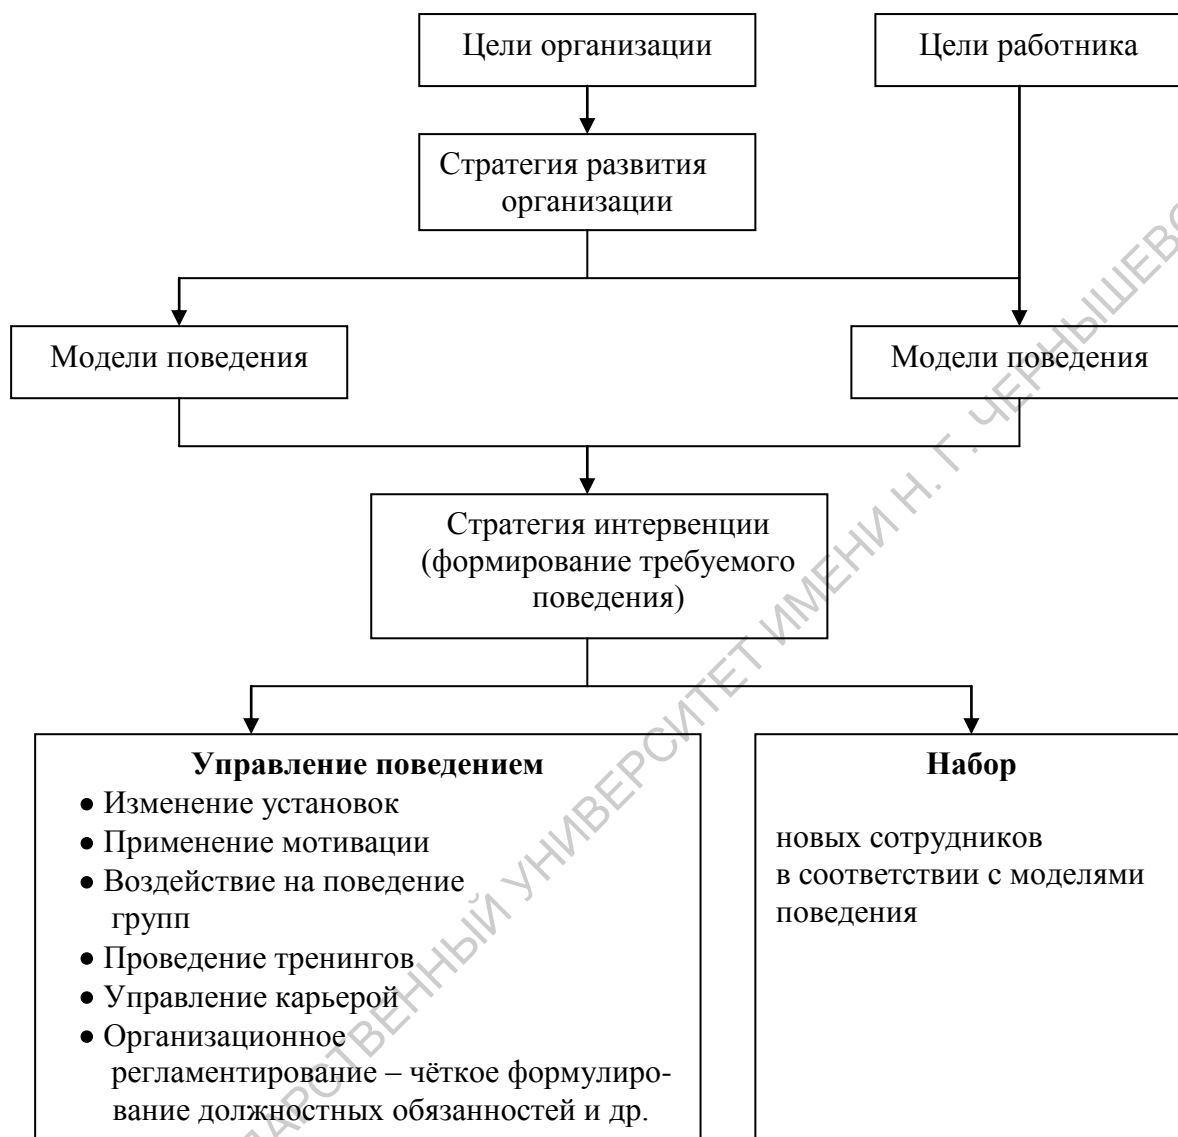 Цели организации
Цели работника
Стратегия развития
организации
Модели поведения
Модели поведения
Стратегия интервенции
(формирование требуемого
поведения)
Управление поведением
• Изменение установок
• Применение мотивации
• Воздействие на поведение
групп
• Проведение тренингов
• Управление карьерой
• Организационное
регламентирование – чёткое формулиро-
вание должностных обязанностей и др.
Набор
новых сотрудников
в соответствии с моделями
поведения
УНИВЕРСИТЕТ ИМЕНИ Н. Г.